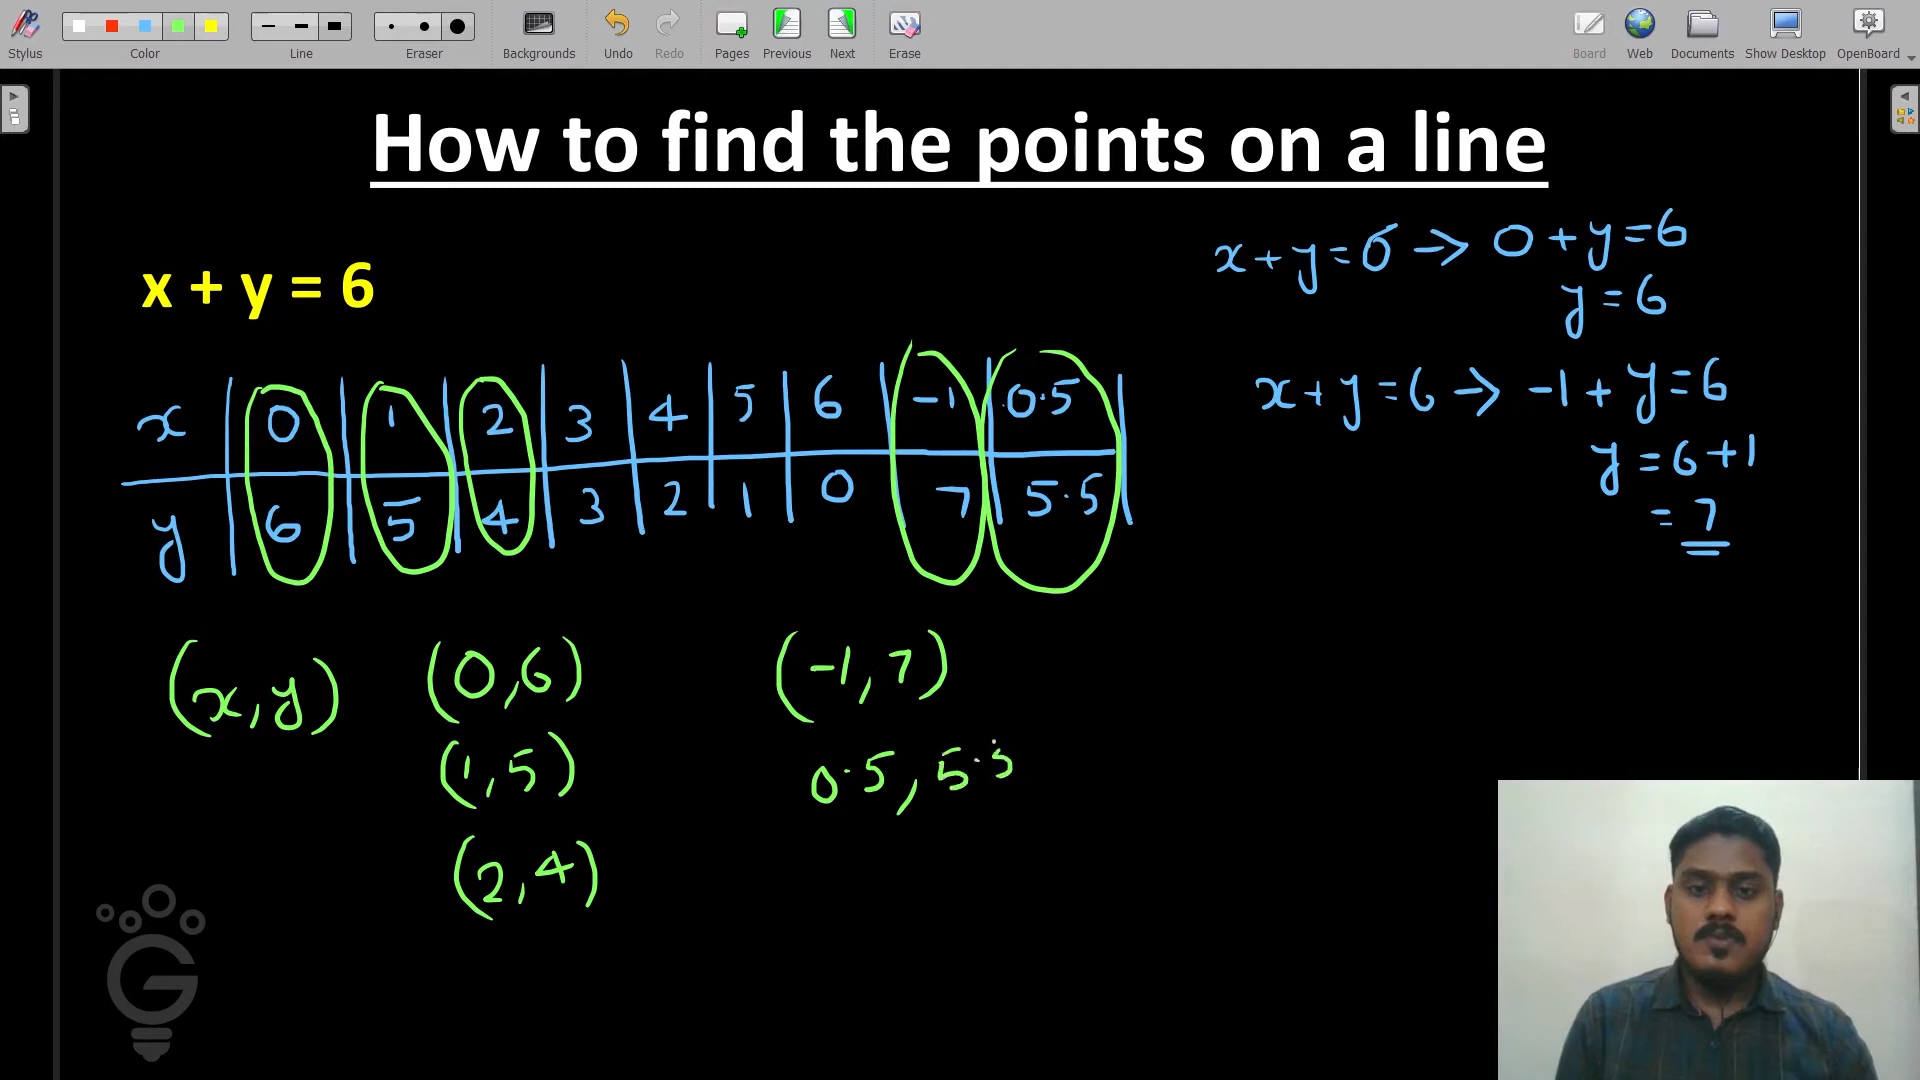 Stylus Color Line Eraser Backgrounds Undo Redo Pages Previous Next Erase Board Web Documents Show Desktop OpenBoard
How to find the points on a line
x + y = 6
x + y = 6 → 0 + y = 6
y = 6
x + y = 6 → -1 + y = 6
y = 6 + 1
= 7
x 0 1 2 3 4 5 6 -1 0.5
y 6 5 4 3 2 1 0 7 5.5
(x, y) (0, 6) (-1, 7)
(1, 5) 0.5, 5.5
(2, 4)
G